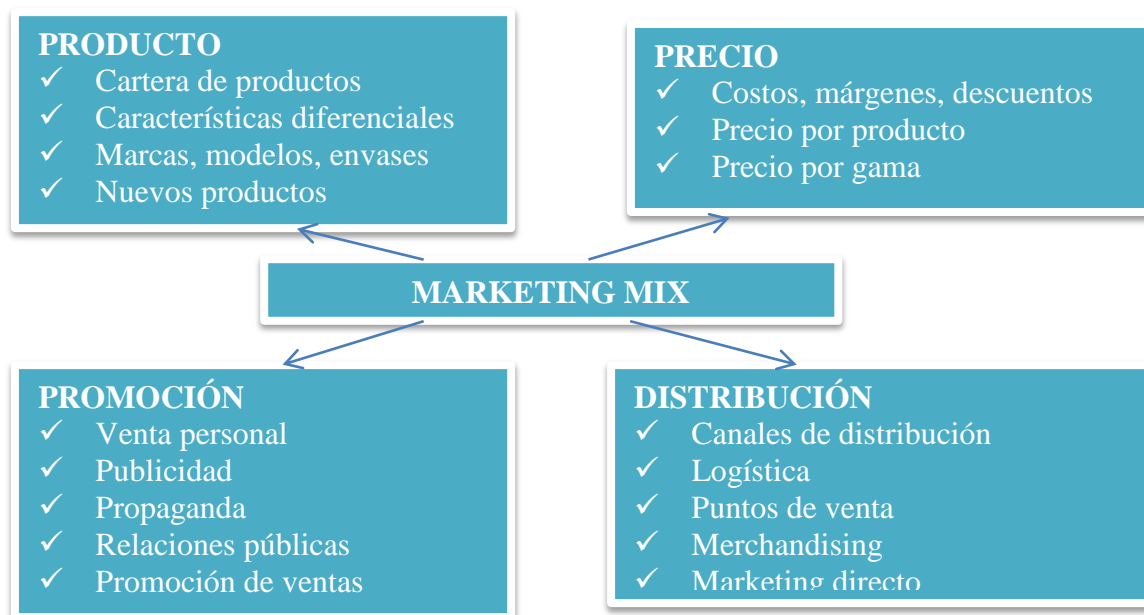 PRODUCTO
✓ Cartera de productos
✓ Características diferenciales
✓ Marcas, modelos, envases
✓ Nuevos productos
PRECIO
✓ Costos, márgenes, descuentos
✓ Precio por producto
✓ Precio por gama
MARKETING MIX
PROMOCIÓN
✓ Venta personal
✓ Publicidad
✓ Propaganda
✓ Relaciones públicas
✓ Promoción de ventas
DISTRIBUCIÓN
✓ Canales de distribución
✓ Logística
✓ Puntos de venta
✓ Merchandising
✓ Marketing directo